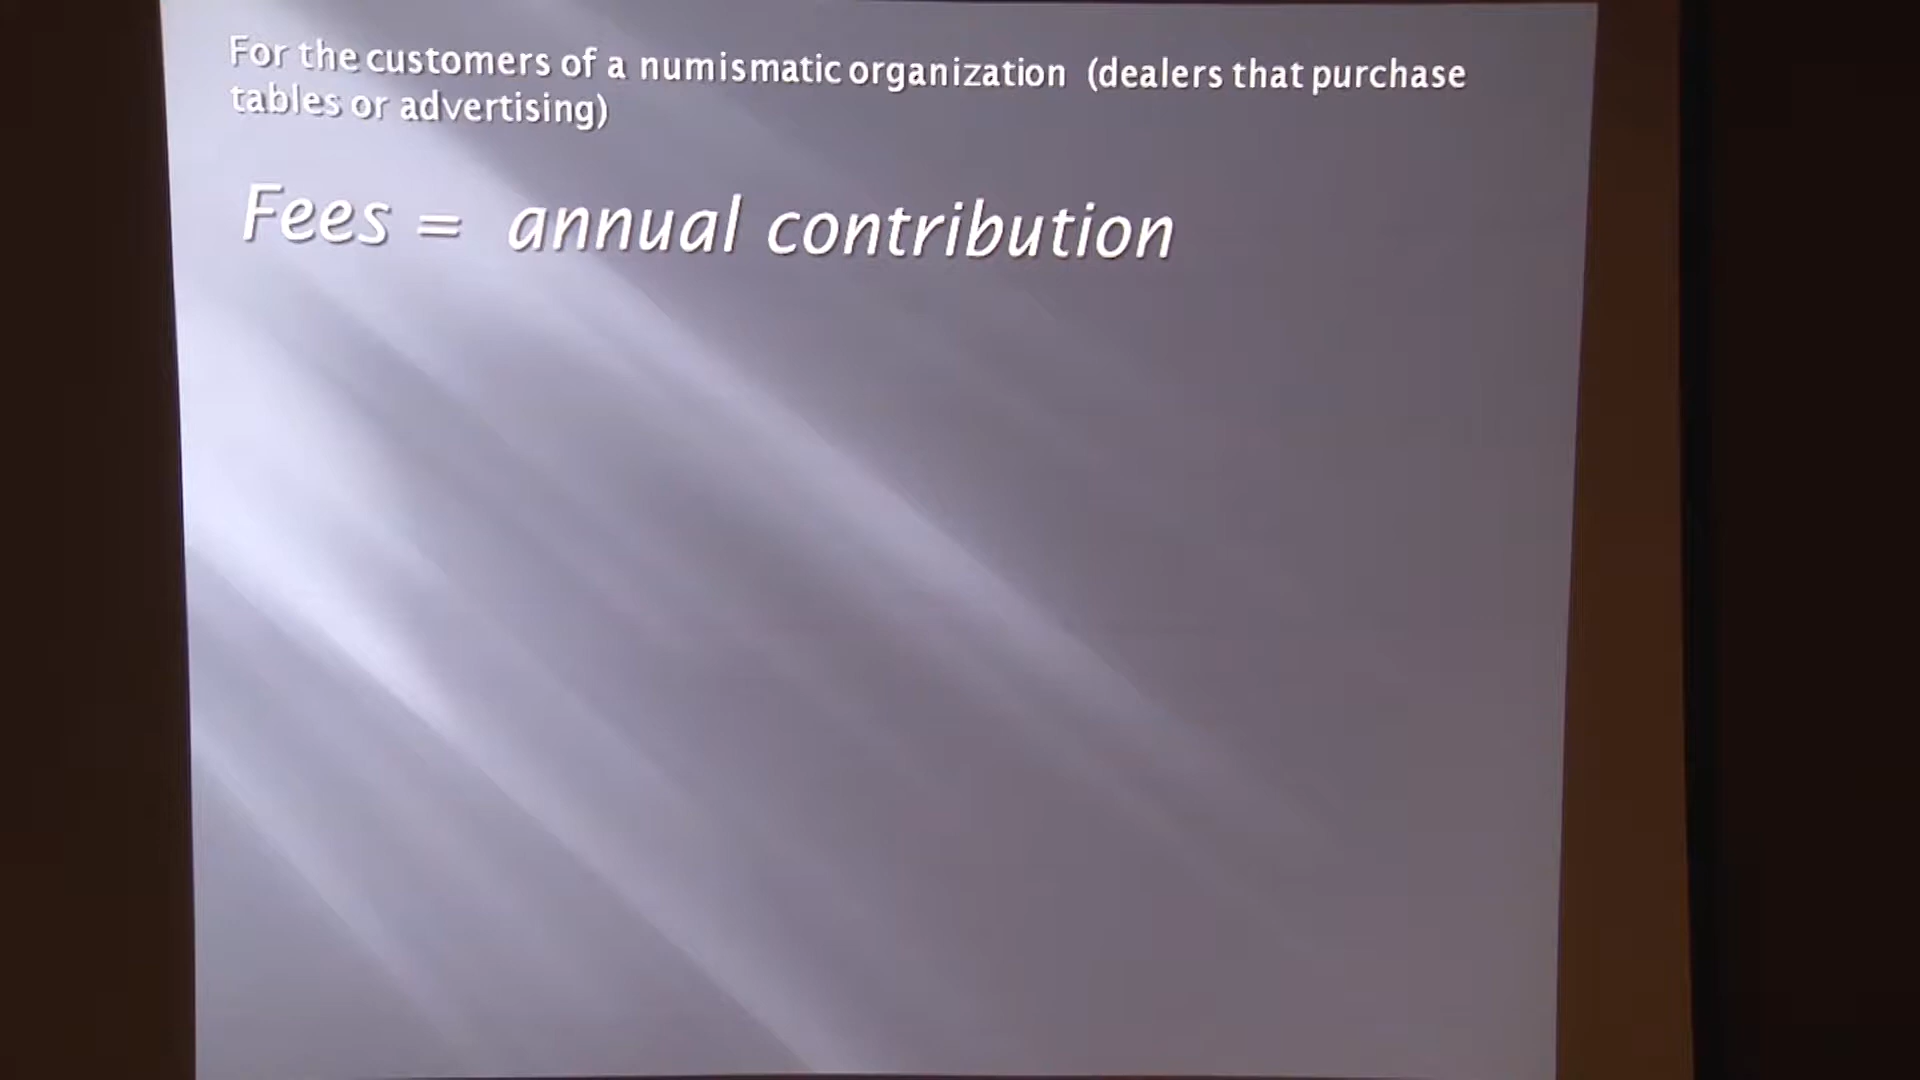 For the customers of a numismatic organization (dealers that purchase
tables or advertising)
Fees = annual contribution